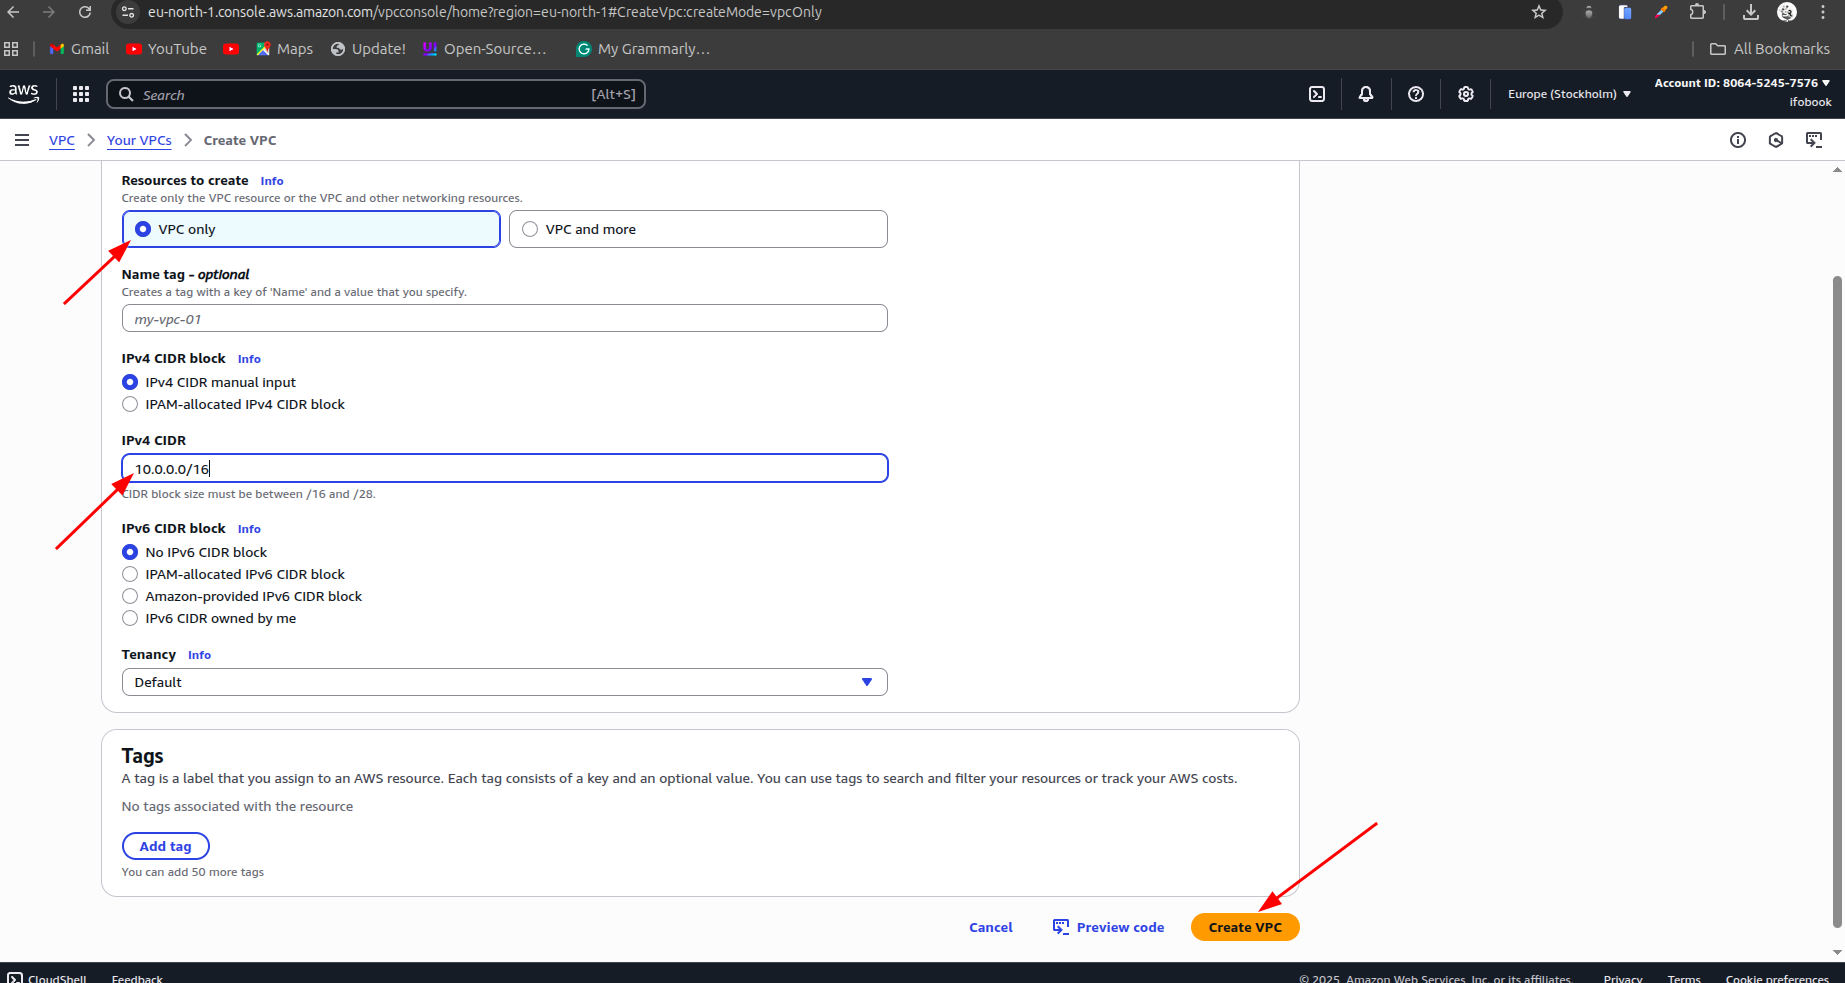 eu-north-1.console.aws.amazon.com/vpcconsole/home?region=eu-north-1#CreateVpc:createMode=vpcOnly
Gmail YouTube Maps Update! Open-Source... My Grammarly... All Bookmarks
aws Search [Alt+S] Europe (Stockholm) Account ID: 8064-5245-7576
ifobook
VPC Your VPCs Create VPC
Resources to create Info
Create only the VPC resource or the VPC and other networking resources.
VPC only VPC and more
Name tag - optional
Creates a tag with a key of 'Name' and a value that you specify.
my-vpc-01
IPv4 CIDR block Info
IPv4 CIDR manual input
IPAM-allocated IPv4 CIDR block
IPv4 CIDR
10.0.0.0/16
CIDR block size must be between /16 and /28.
IPv6 CIDR block Info
No IPv6 CIDR block
IPAM-allocated IPv6 CIDR block
Amazon-provided IPv6 CIDR block
IPv6 CIDR owned by me
Tenancy Info
Default
Tags
A tag is a label that you assign to an AWS resource. Each tag consists of a key and an optional value. You can use tags to search and filter your resources or track your AWS costs.
No tags associated with the resource
Add tag
You can add 50 more tags
Cancel Preview code Create VPC
CloudShell Feedback © 2025, Amazon Web Services, Inc. or its affiliates. Privacy Terms Cookie preferences